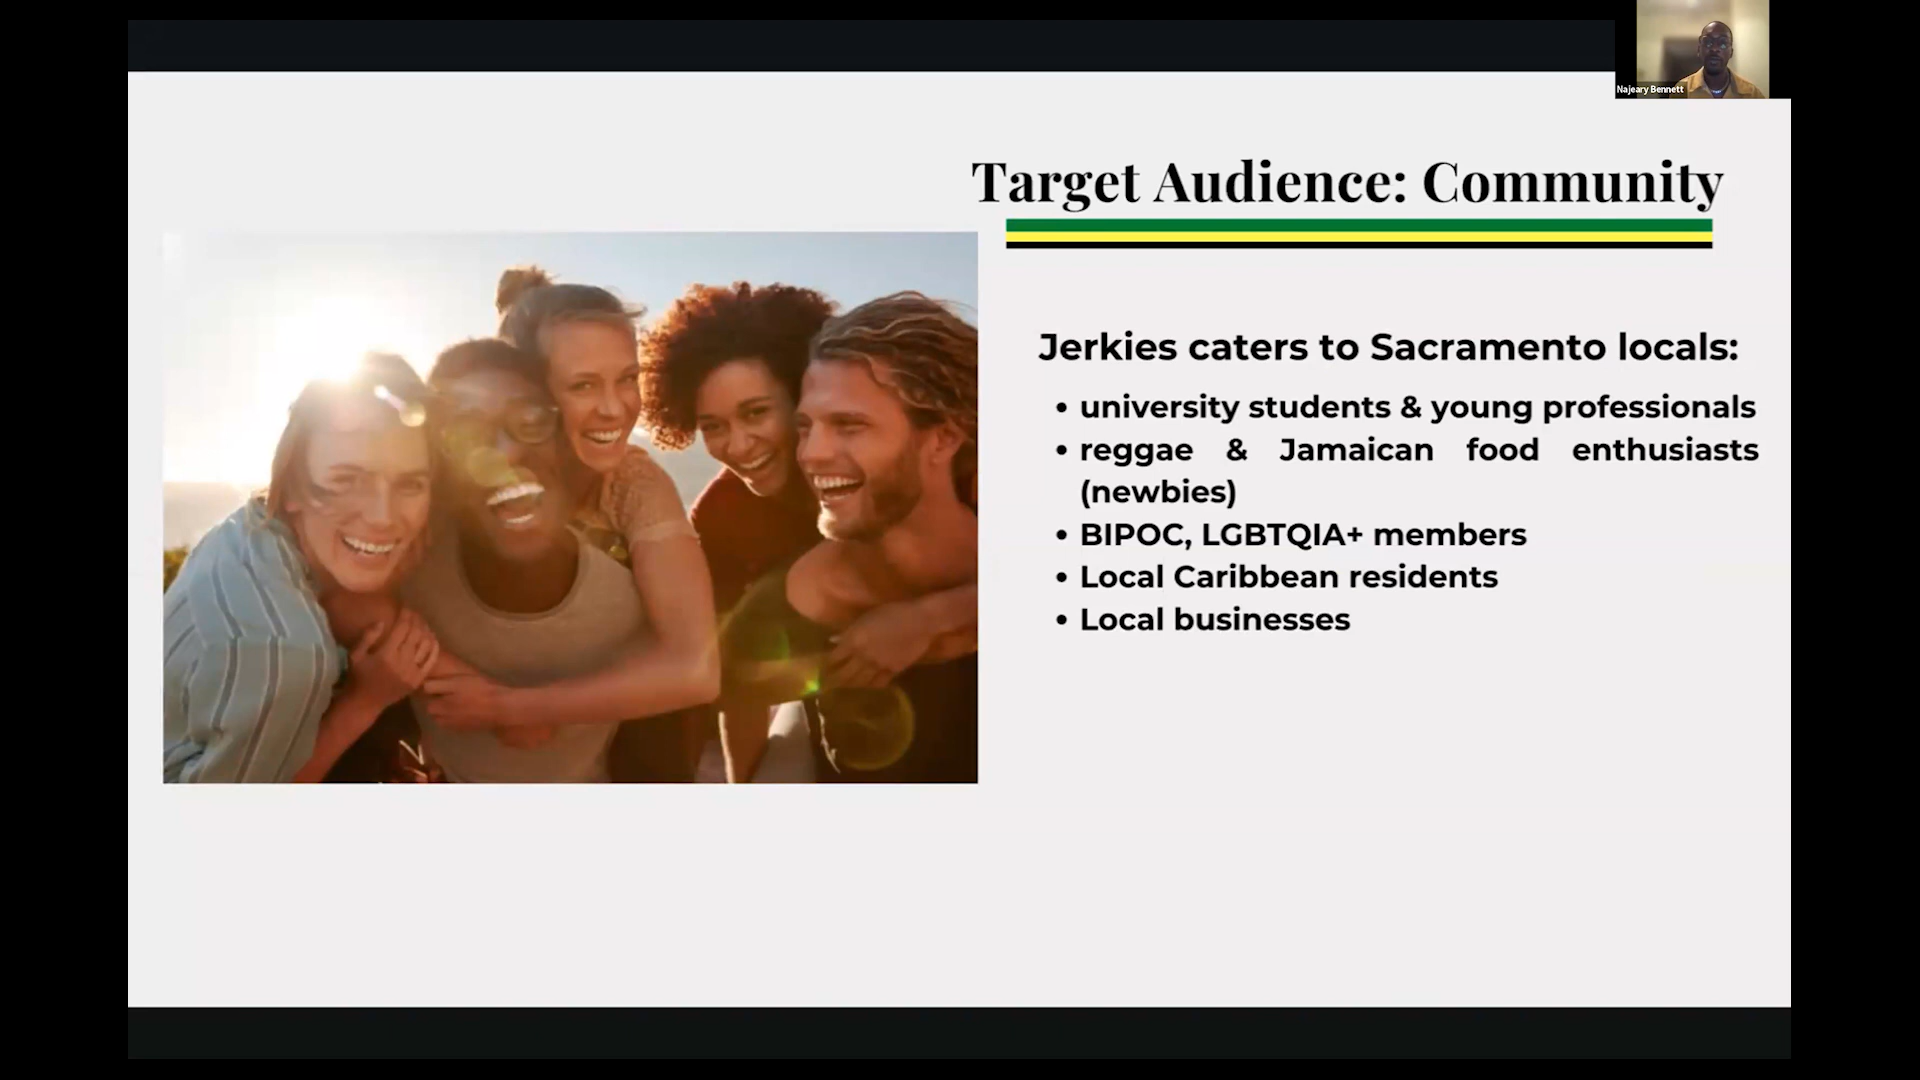 Najeary Bennett
Target Audience: Community
Jerkies caters to Sacramento locals:
• university students & young professionals
• reggae & Jamaican food enthusiasts
(newbies)
• BIPOC, LGBTQIA+ members
• Local Caribbean residents
• Local businesses